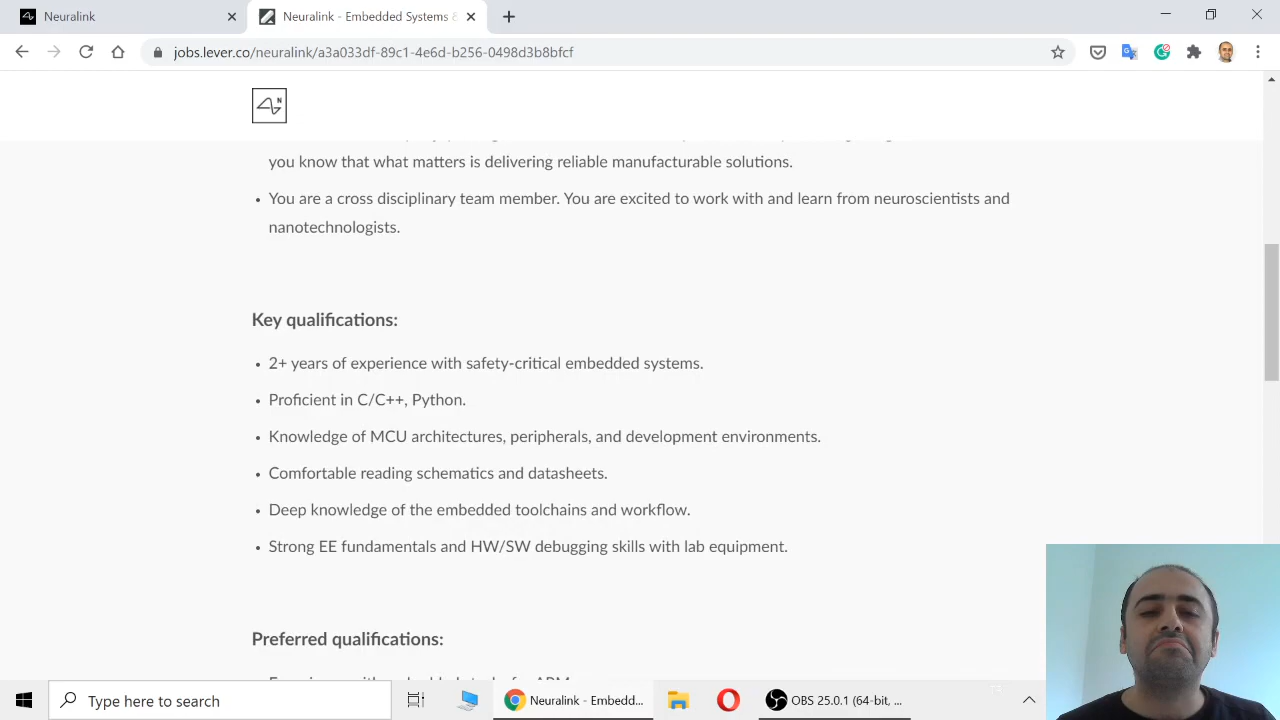 Neuralink
Neuralink - Embedded Systems &
jobs.lever.co/neuralink/a3a033df-89c1-4e6d-b256-0498d3b8bfcf
N
you know that what matters is delivering reliable manufacturable solutions.
• You are a cross disciplinary team member. You are excited to work with and learn from neuroscientists and
nanotechnologists.
Key qualifications:
• 2+ years of experience with safety-critical embedded systems.
• Proficient in C/C++, Python.
• Knowledge of MCU architectures, peripherals, and development environments.
• Comfortable reading schematics and datasheets.
• Deep knowledge of the embedded toolchains and workflow.
• Strong EE fundamentals and HW/SW debugging skills with lab equipment.
Preferred qualifications:
Type here to search
Neuralink - Embedd...
OBS 25.0.1 (64-bit, ...